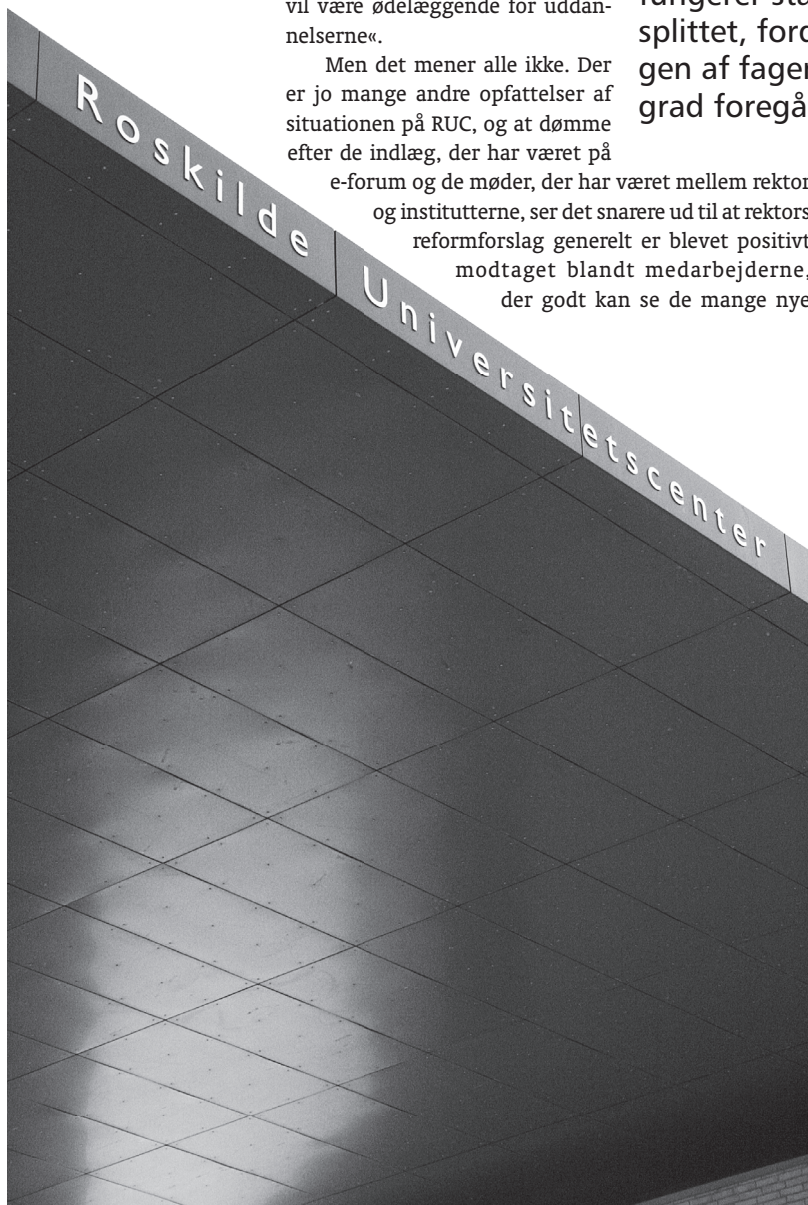 vil være ødelæggende for uddan-
nelserne«.
Men det mener alle ikke. Der
er jo mange andre opfattelser af
situationen på RUC, og at dømme
efter de indlæg, der har været på
e-forum og de møder, der har været mellem rektor
og institutterne, ser det snarere ud til at rektors
reformforslag generelt er blevet positivt
modtaget blandt medarbejderne,
der godt kan se de mange nye
splittet,
gen af
grad
Roskilde Universitetscenter